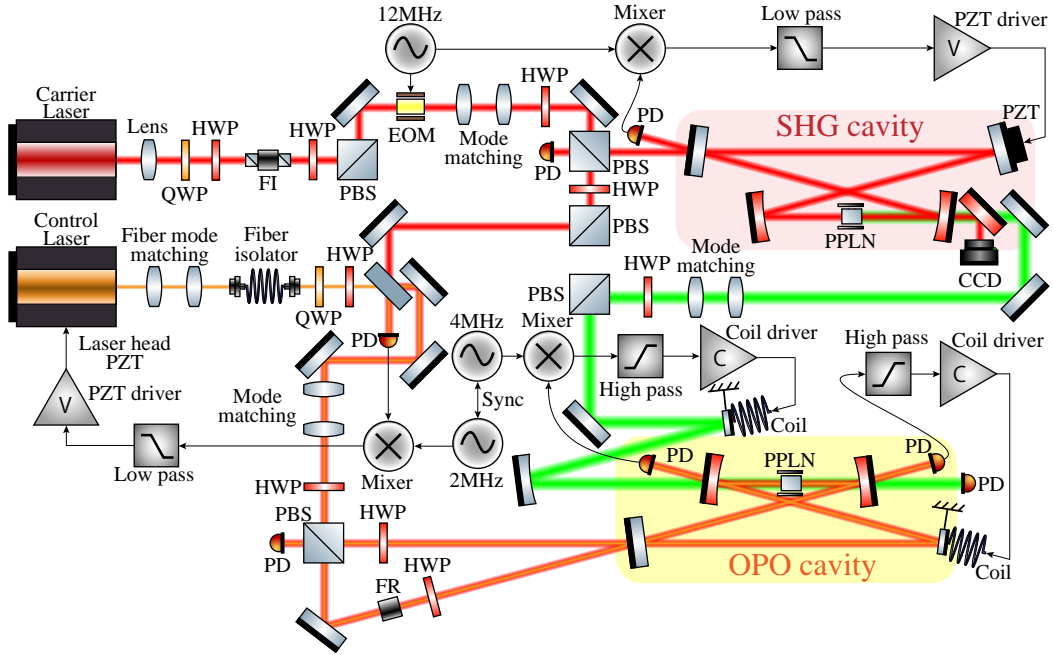 12MHz
Mixer
Low pass
PZT driver
V
Carrier
Laser
Lens
HWP
QWP
FI
HWP
PBS
EOM
Mode
matching
HWP
PD
PD
PBS
HWP
PBS
SHG cavity
PZT
PPLN
CCD
Control
Laser
Fiber mode
matching
Fiber
isolator
HWP
QWP
PD
Laser head
PZT
PZT driver
V
Low pass
Mode
matching
4MHz
Sync
2MHz
Mixer
Mixer
High pass
PBS
HWP
Mode
matching
Coil driver
C
Coil
High pass
Coil driver
C
HWP
PBS
HWP
PD
FR
HWP
PD
PPLN
PD
PD
OPO cavity
Coil